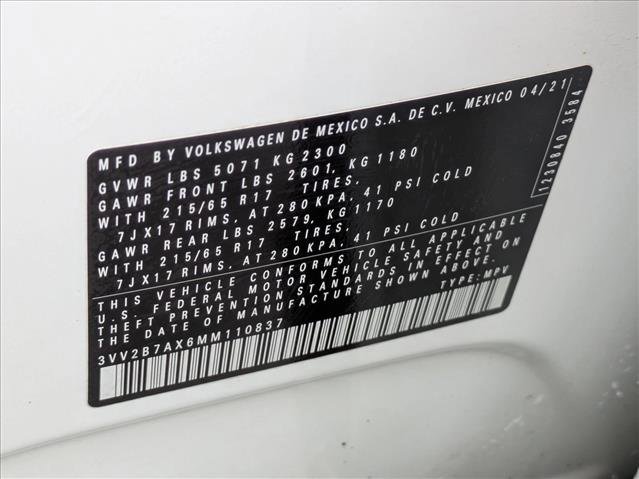 MFD BY VOLKSWAGEN DE MEXICO S.A. DE C.V. MEXICO 04/21
GVWR LBS 5071 KG 2300
GAWR FRONT LBS 2601, KG 1180
WITH 215/65 R17 TIRES,
7JX17 RIMS, AT 280 KPA, 41 PSI COLD
GAWR REAR LBS 2579, KG 1170
WITH 215/65 R17 TIRES,
7JX17 RIMS, AT 280 KPA, 41 PSI COLD
THIS VEHICLE CONFORMS TO ALL APPLICABLE
U.S. FEDERAL MOTOR VEHICLE SAFETY AND
THEFT PREVENTION STANDARDS IN EFFECT ON
THE DATE OF MANUFACTURE SHOWN ABOVE.
3VV2B7AX6MM110837 TYPE: MPV
1230840 3584